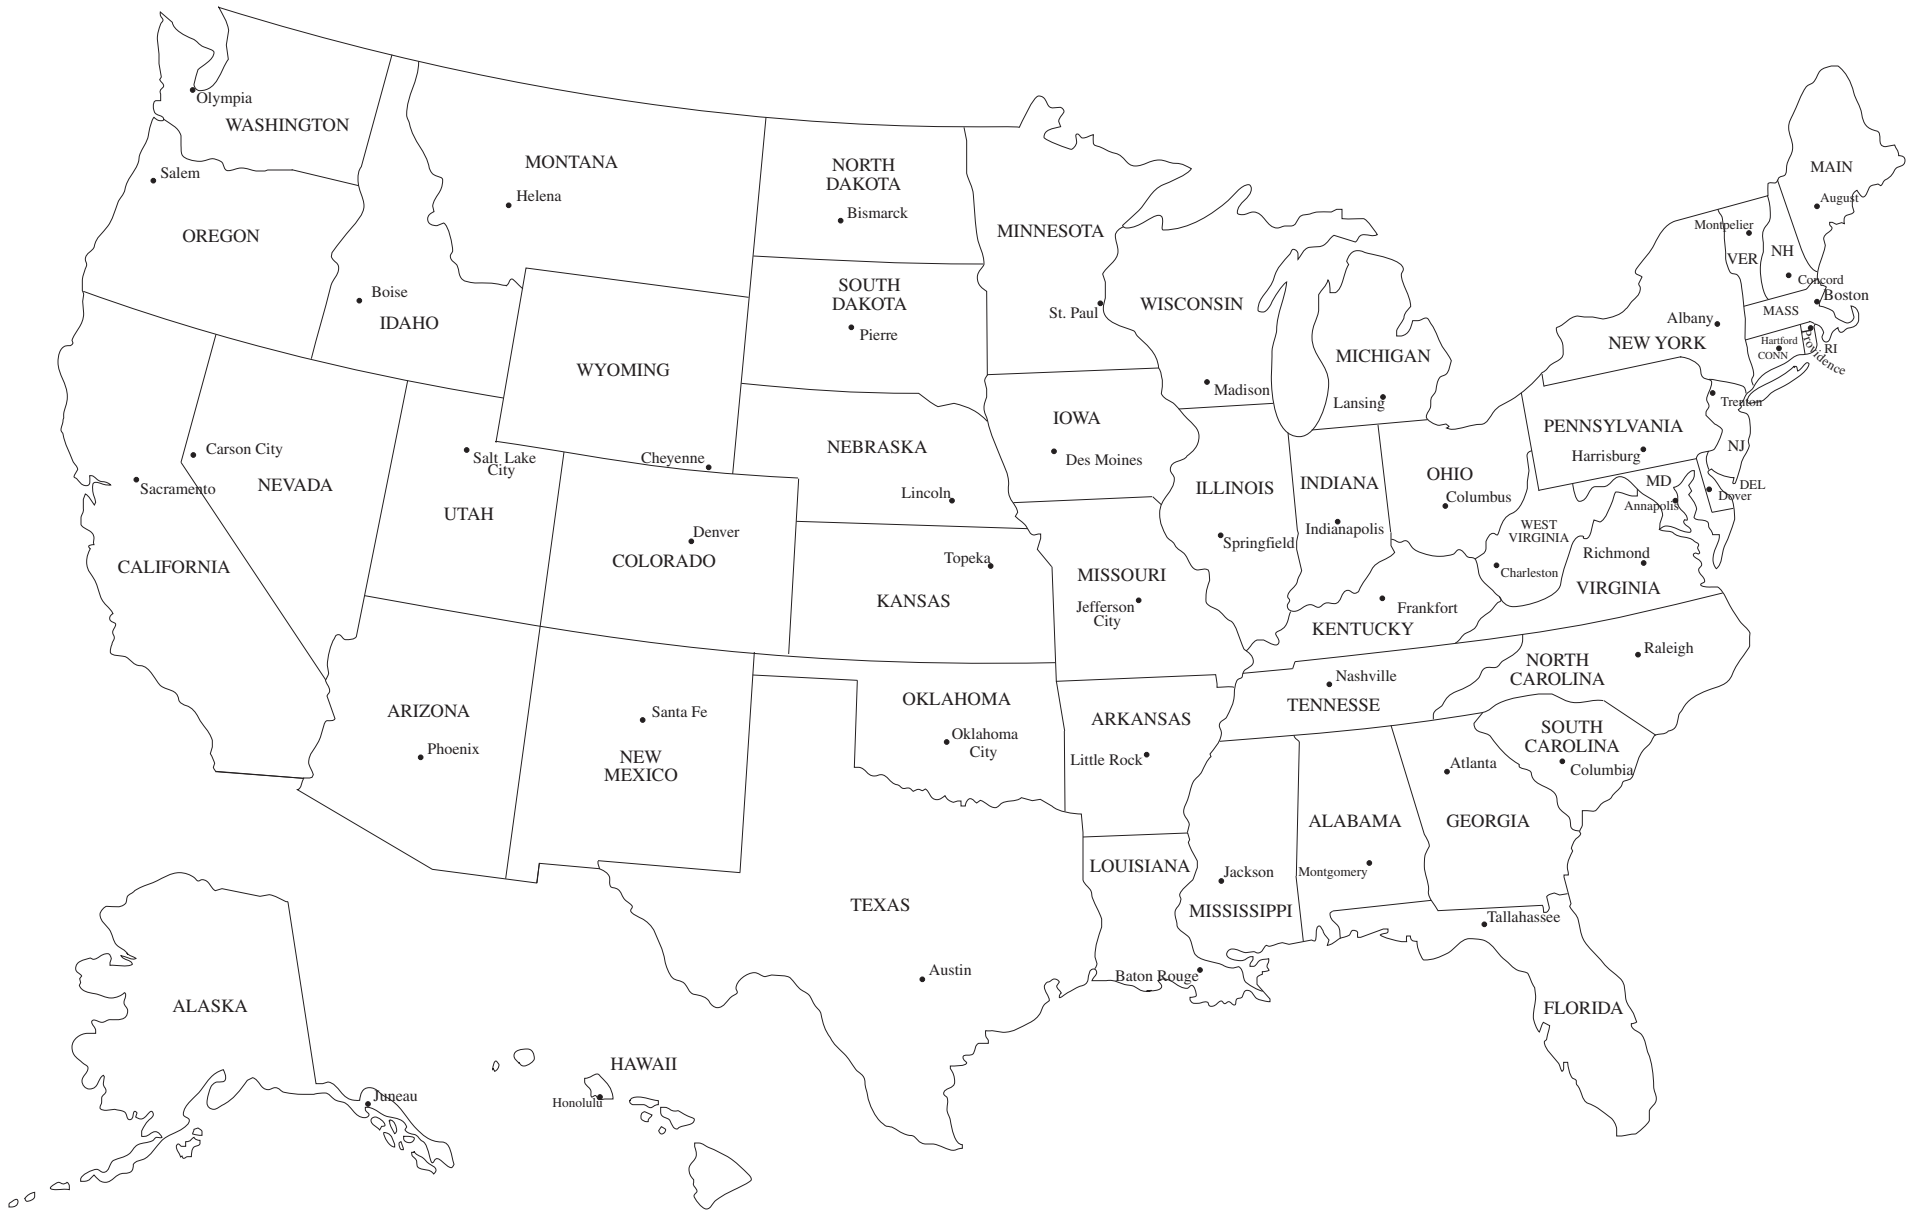 Olympia
WASHINGTON
Salem
OREGON
MONTANA
Helena
Boise
IDAHO
NORTH
DAKOTA
Bismarck
SOUTH
DAKOTA
Pierre
MINNESOTA
St. Paul
WISCONSIN
Madison
MICHIGAN
Lansing
MAIN
August
Montpelier
VER
NH
Concord
Boston
MASS
Albany
NEW YORK
Hartford
CONN
RI
Providence
WYOMING
Cheyenne
Carson City
NEVADA
Sacramento
CALIFORNIA
Salt Lake
City
UTAH
Denver
COLORADO
NEBRASKA
Lincoln
IOWA
Des Moines
ILLINOIS
Springfield
INDIANA
Indianapolis
OHIO
Columbus
PENNSYLVANIA
Harrisburg
Trenton
NJ
MD
Annapolis
DEL
Dover
WEST
VIRGINIA
Charleston
Richmond
VIRGINIA
Topeka
KANSAS
MISSOURI
Jefferson
City
Frankfort
KENTUCKY
Nashville
TENNESSE
NORTH
CAROLINA
Raleigh
SOUTH
CAROLINA
Columbia
ARIZONA
Phoenix
Santa Fe
NEW
MEXICO
OKLAHOMA
Oklahoma
City
ARKANSAS
Little Rock
Atlanta
GEORGIA
ALABAMA
Montgomery
Jackson
MISSISSIPPI
LOUISIANA
Baton Rouge
TEXAS
Austin
Tallahassee
FLORIDA
ALASKA
Juneau
HAWAII
Honolulu